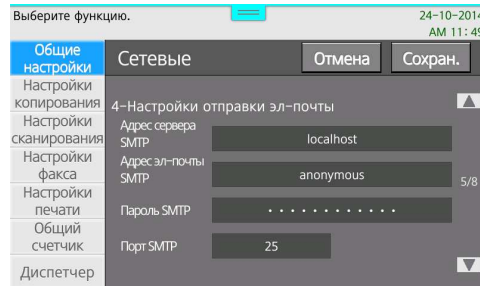 Выберите функцию.
24-10-2014
AM 11:49
Общие
настройки
Настройки
копирования
Настройки
сканирования
Настройки
факса
Настройки
печати
Общий
счетчик
Диспетчер
Сетевые
Отмена
Сохран.
4-Настройки отправки эл-почты
Адрес сервера
SMTP
localhost
Адрес эл-почты
SMTP
anonymous
5/8
Пароль SMTP
• • • • • • • • • • • •
Порт SMTP
25